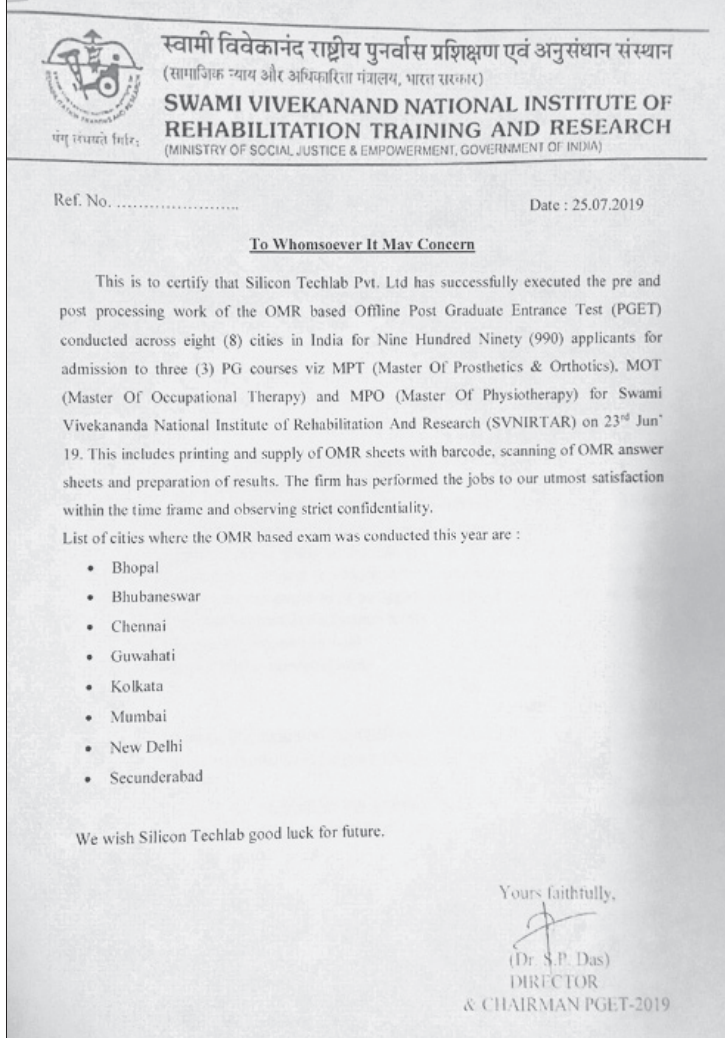 स्वामी विवेकानंद राष्ट्रीय पुनर्वास प्रशिक्षण एवं अनुसंधान संस्थान
(सामाजिक न्याय और अधिकारिता मंत्रालय, भारत सरकार)
SWAMI VIVEKANAND NATIONAL INSTITUTE OF
REHABILITATION TRAINING AND RESEARCH
(MINISTRY OF SOCIAL JUSTICE & EMPOWERMENT, GOVERNMENT OF INDIA)
Ref. No. ......................
Date : 25.07.2019
To Whomsoever It May Concern
This is to certify that Silicon Techlab Pvt. Ltd has successfully executed the pre and
post processing work of the OMR based Offline Post Graduate Entrance Test (PGET)
conducted across eight (8) cities in India for Nine Hundred Ninety (990) applicants for
admission to three (3) PG courses viz MPT (Master Of Prosthetics & Orthotics), MOT
(Master Of Occupational Therapy) and MPO (Master Of Physiotherapy) for Swami
Vivekananda National Institute of Rehabilitation And Research (SVNIRTAR) on 23rd Jun'
19. This includes printing and supply of OMR sheets with barcode, scanning of OMR answer
sheets and preparation of results. The firm has performed the jobs to our utmost satisfaction
within the time frame and observing strict confidentiality.
List of cities where the OMR based exam was conducted this year are :
• Bhopal
• Bhubaneswar
• Chennai
• Guwahati
• Kolkata
• Mumbai
• New Delhi
• Secunderabad
We wish Silicon Techlab good luck for future.
Yours faithfully,
(Dr S.P. Das)
DIRECTOR
& CHAIRMAN PGET-2019